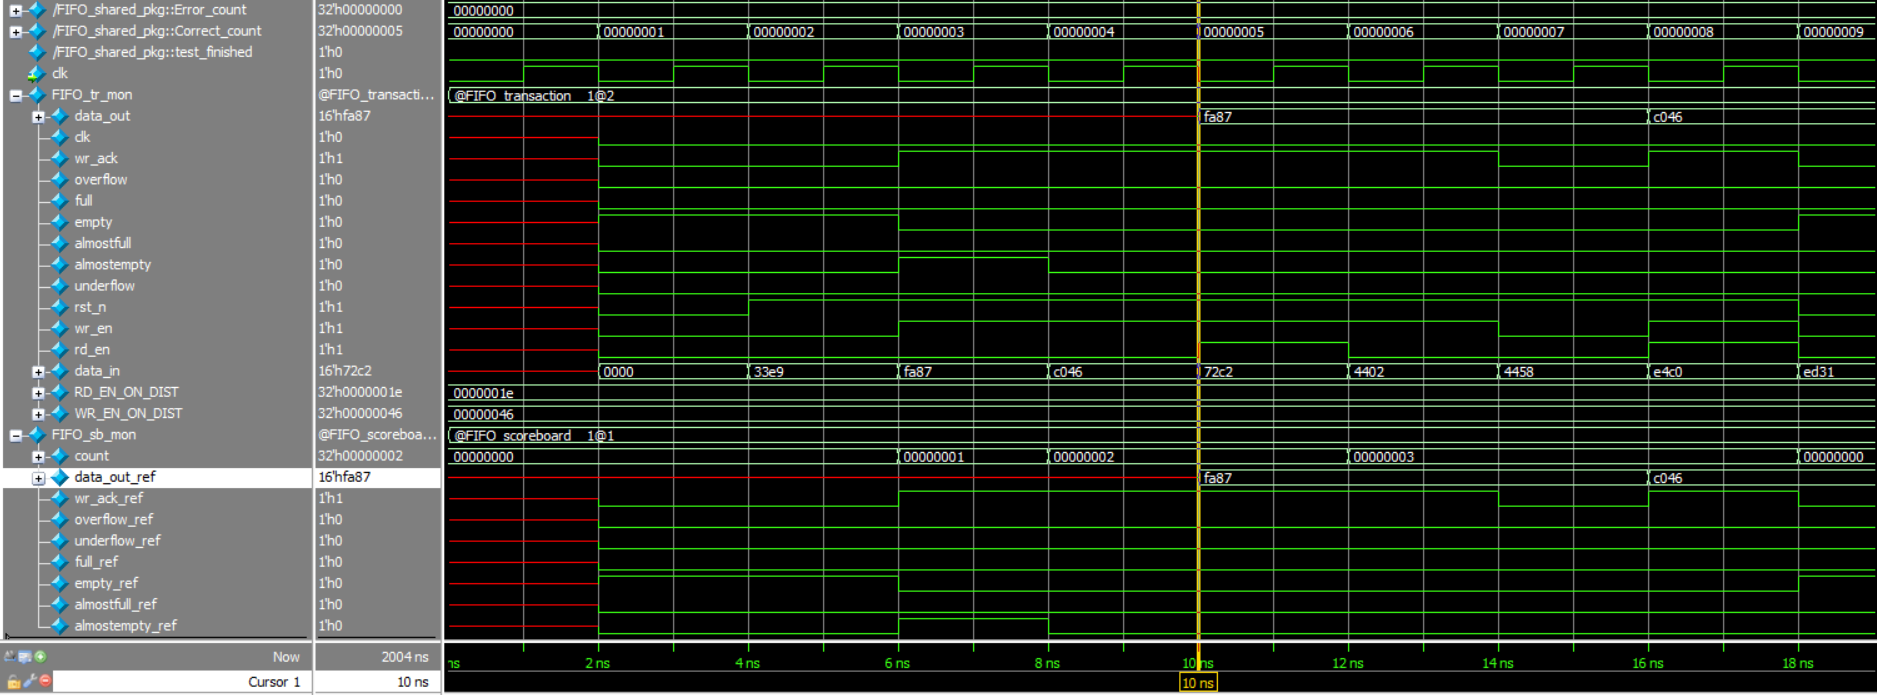 /FIFO_shared_pkg::Error_count 32'h00000000 00000000
/FIFO_shared_pkg::Correct_count 32'h00000005 00000000 00000001 00000002 00000003 00000004 00000005 00000006 00000007 00000008 00000009
/FIFO_shared_pkg::test_finished 1'h0
clk 1'h0
FIFO_tr_mon @FIFO_transacti... @FIFO_transaction 1@2
data_out 16'hfa87 fa87 c046
clk 1'h0
wr_ack 1'h1
overflow 1'h0
full 1'h0
empty 1'h0
almostfull 1'h0
almostempty 1'h0
underflow 1'h0
rst_n 1'h1
wr_en 1'h1
rd_en 1'h1
data_in 16'h72c2 0000 33e9 fa87 c046 72c2 4402 4458 e4c0 ed31
RD_EN_ON_DIST 32'h0000001e 0000001e
WR_EN_ON_DIST 32'h00000046 00000046
FIFO_sb_mon @FIFO_scoreboa... @FIFO_scoreboard 1@1
count 32'h00000002 00000000 00000001 00000002 00000003 00000000
data_out_ref 16'hfa87 fa87 c046
wr_ack_ref 1'h1
overflow_ref 1'h0
underflow_ref 1'h0
full_ref 1'h0
empty_ref 1'h0
almostfull_ref 1'h0
almostempty_ref 1'h0
Now 2004 ns ns 2 ns 4 ns 6 ns 8 ns 10 ns 12 ns 14 ns 16 ns 18 ns
Cursor 1 10 ns 10 ns